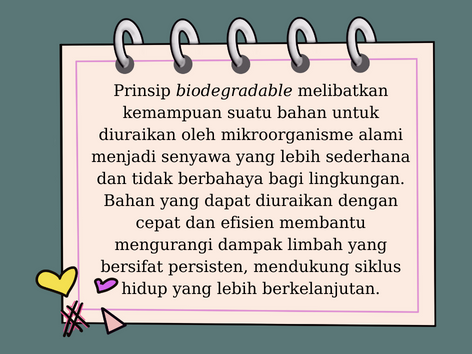 Prinsip biodegradable melibatkan
kemampuan suatu bahan untuk
diuraikan oleh mikroorganisme alami
menjadi senyawa yang lebih sederhana
dan tidak berbahaya bagi lingkungan.
Bahan yang dapat diuraikan dengan
cepat dan efisien membantu
mengurangi dampak limbah yang
bersifat persisten, mendukung siklus
hidup yang lebih berkelanjutan.